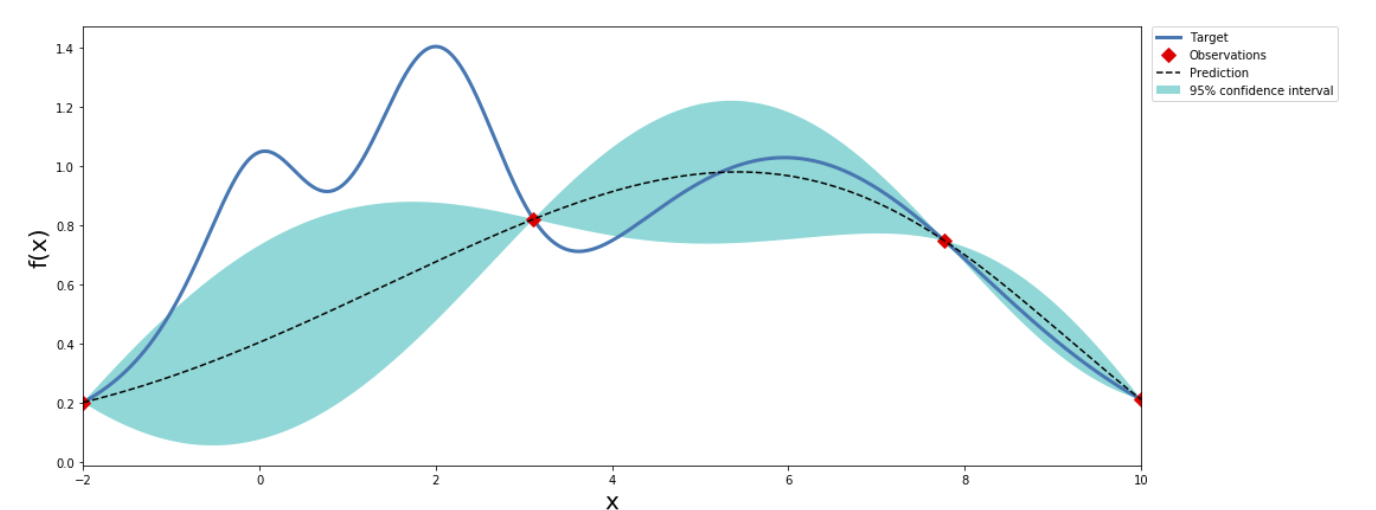 Target
Observations
Prediction
95% confidence interval
f(x)
1.4
1.2
1.0
0.8
0.6
0.4
0.2
0.0
−2 0 2 4 6 8 10
x